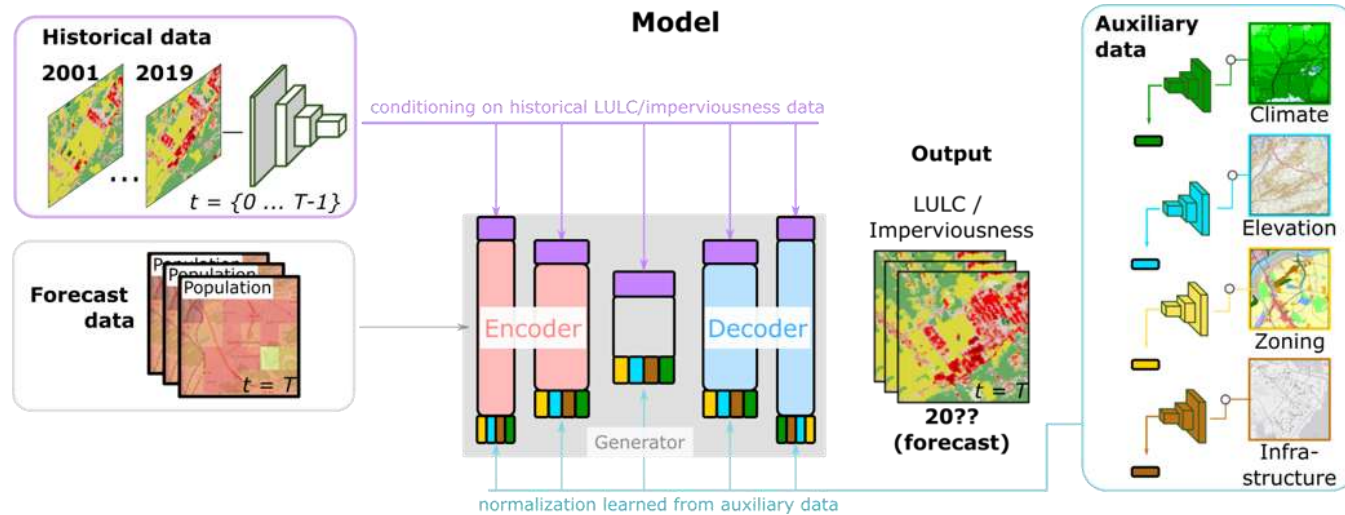 Model
Historical data
2001 2019
...
t = {0 ... T-1}
conditioning on historical LULC/imperviousness data
Forecast
data
Population
Population
Population
t = T
Encoder
Decoder
Generator
normalization learned from auxiliary data
Output
LULC /
Imperviousness
t = T
20??
(forecast)
Auxiliary
data
Climate
Elevation
Zoning
Infra-
structure